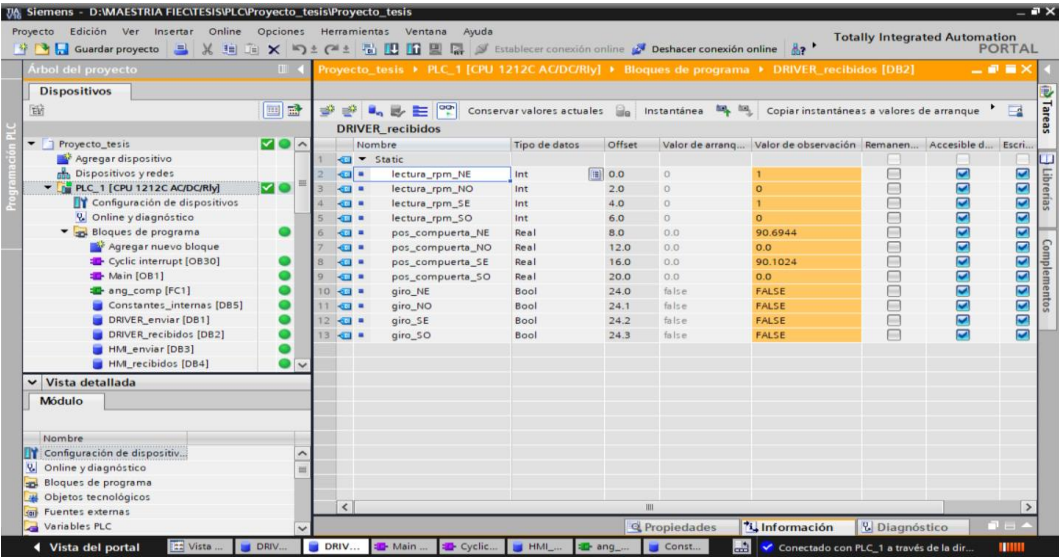 Siemens - D:\MAESTRIA FIEC\TESIS\PLC\Proyecto_tesis\Proyecto_tesis
Proyecto Edición Ver Insertar Online Opciones Herramientas Ventana Ayuda
Totally Integrated Automation
PORTAL
Guardar proyecto Establecer conexión online Deshacer conexión online
Árbol del proyecto
Proyecto_tesis PLC_1 [CPU 1212C AC/DC/Rly] Bloques de programa DRIVER_recibidos [DB2]
Dispositivos
Conservar valores actuales Instantánea Copiar instantáneas a valores de arranque
DRIVER_recibidos
Nombre Tipo de datos Offset Valor de arranq... Valor de observación Remanen... Accesible d... Escri...
1 Static
2 lectura_rpm_NE Int 0.0 0 1
3 lectura_rpm_NO Int 2.0 0 0
4 lectura_rpm_SE Int 4.0 0 1
5 lectura_rpm_SO Int 6.0 0 0
6 pos_compuerta_NE Real 8.0 0.0 90.6944
7 pos_compuerta_NO Real 12.0 0.0 0.0
8 pos_compuerta_SE Real 16.0 0.0 90.1024
9 pos_compuerta_SO Real 20.0 0.0 0.0
10 giro_NE Bool 24.0 false FALSE
11 giro_NO Bool 24.1 false FALSE
12 giro_SE Bool 24.2 false FALSE
13 giro_SO Bool 24.3 false FALSE
Proyecto_tesis
Agregar dispositivo
Dispositivos y redes
PLC_1 [CPU 1212C AC/DC/Rly]
Configuración de dispositivos
Online y diagnóstico
Bloques de programa
Agregar nuevo bloque
Cyclic interrupt [OB30]
Main [OB1]
ang_comp [FC1]
Constantes_internas [DB5]
DRIVER_enviar [DB1]
DRIVER_recibidos [DB2]
HMI_enviar [DB3]
HMI_recibidos [DB4]
Vista detallada
Módulo
Nombre
Configuración de dispositiv...
Online y diagnóstico
Bloques de programa
Objetos tecnológicos
Fuentes externas
Variables PLC
Programación PLC
Tareas
Librerías
Complementos
Propiedades Información Diagnóstico
Vista del portal Vista ... DRIV... DRIV... Main ... Cyclic... HMI_... ang_... Const... Conectado con PLC_1 a través de la dir...